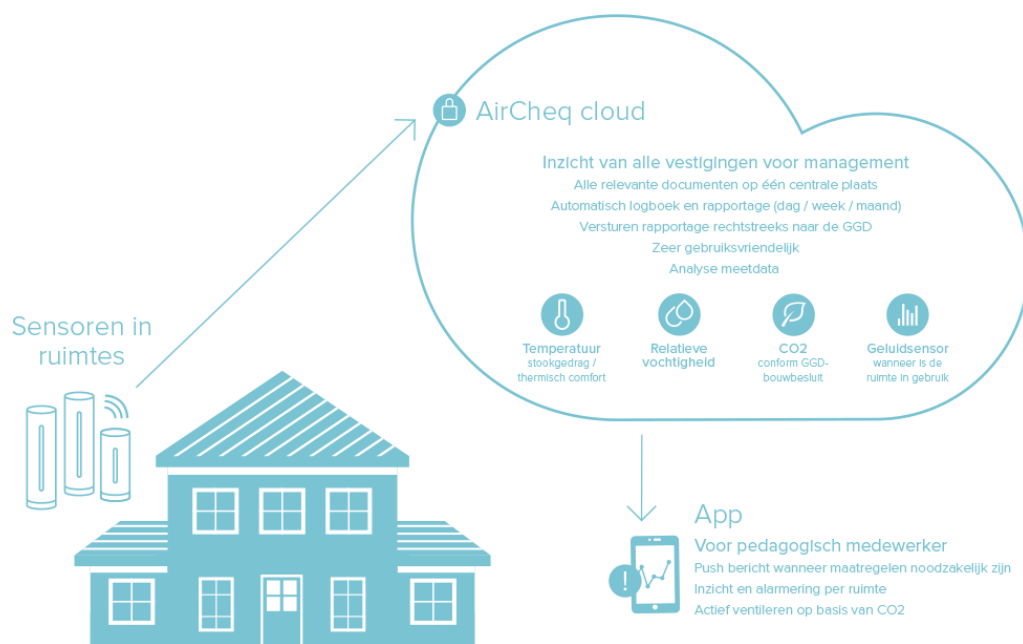 AirCheq cloud
Inzicht van alle vestigingen voor management
Alle relevante documenten op één centrale plaats
Automatisch logboek en rapportage (dag / week / maand)
Versturen rapportage rechtstreeks naar de GGD
Zeer gebruiksvriendelijk
Analyse meetdata
Temperatuur
stookgedrag /
thermisch comfort
Relatieve
vochtigheid
CO2
conform GGD-
bouwbesluit
Geluidsensor
wanneer is de
ruimte in gebruik
Sensoren in
ruimtes
App
Voor pedagogisch medewerker
Push bericht wanneer maatregelen noodzakelijk zijn
Inzicht en alarmering per ruimte
Actief ventileren op basis van CO2